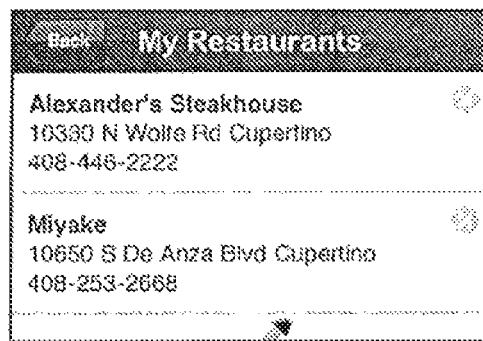 Back
My Restaurants
Alexander's Steakhouse
10330 N Wolfe Rd Cupertino
408-446-2222
Miyake
10650 S De Anza Blvd Cupertino
408-253-2668